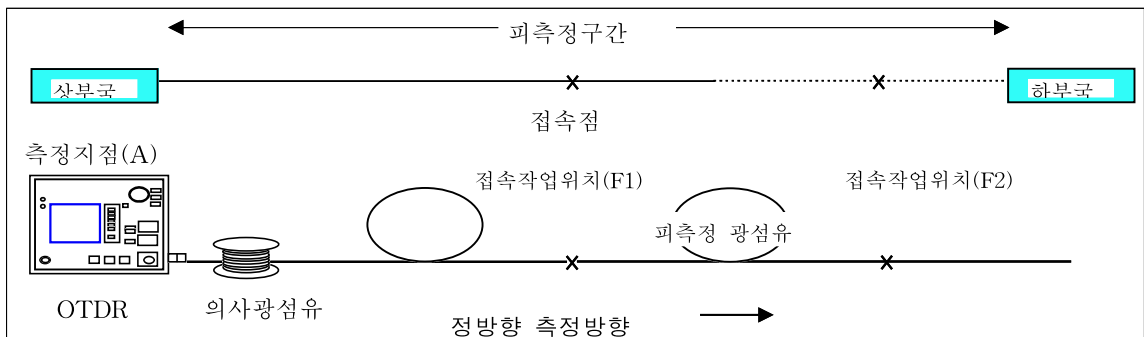 피측정구간
상부국
하부국
접속점
측정지점(A)
접속작업위치(F1)
접속작업위치(F2)
피측정 광섬유
OTDR
의사광섬유
정방향 측정방향